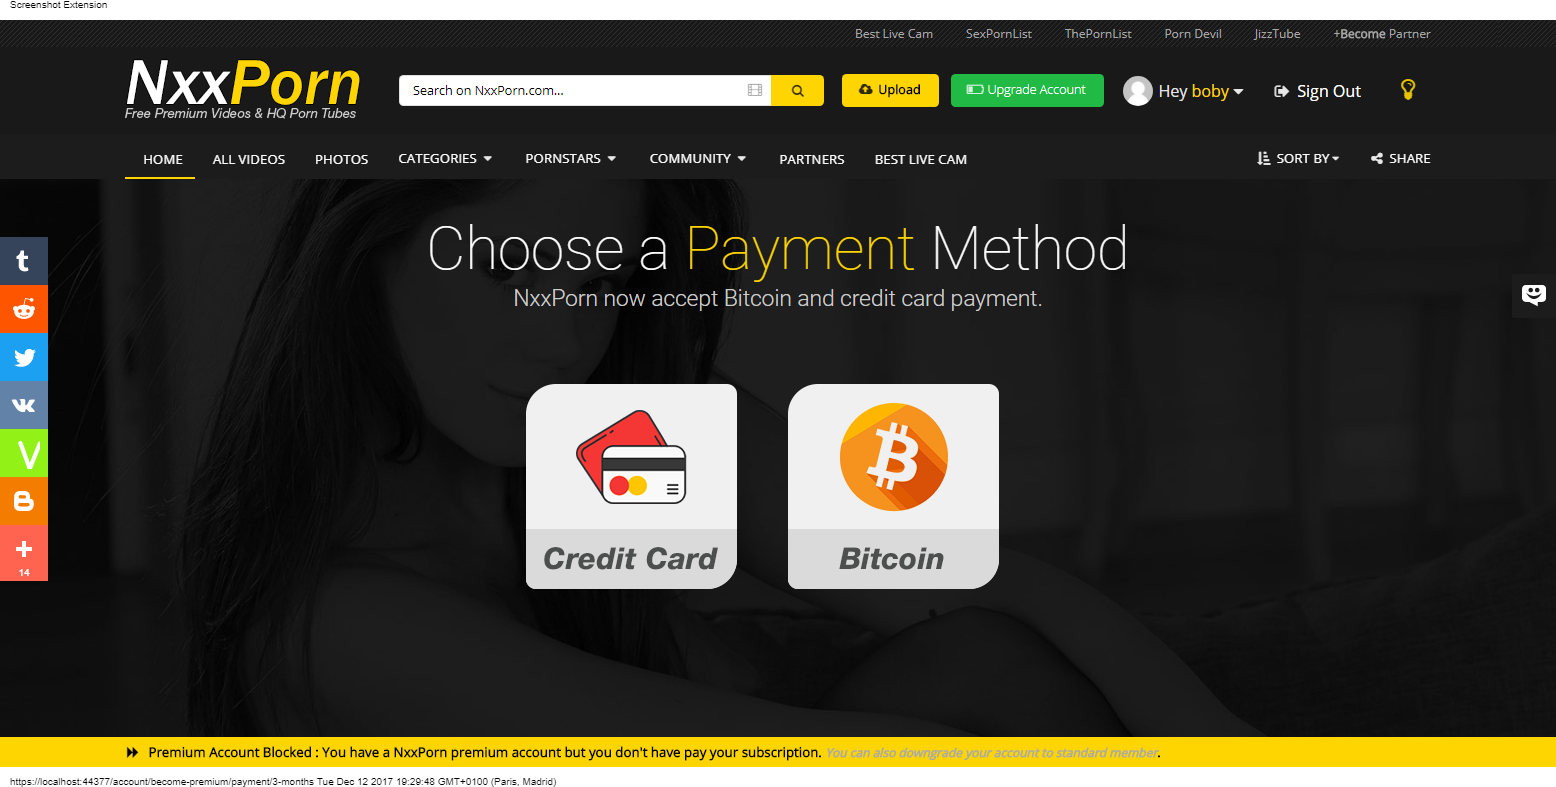 Screenshot Extension
Best Live Cam SexPornList ThePornList Porn Devil JizzTube +Become Partner
NxxPorn
Free Premium Videos & HQ Porn Tubes
Search on NxxPorn.com...
Upload
Upgrade Account
Hey boby
Sign Out
HOME ALL VIDEOS PHOTOS CATEGORIES PORNSTARS COMMUNITY PARTNERS BEST LIVE CAM SORT BY SHARE
Choose a Payment Method
NxxPorn now accept Bitcoin and credit card payment.
14
Credit Card
Bitcoin
Premium Account Blocked : You have a NxxPorn premium account but you don't have pay your subscription. You can also downgrade your account to standard member.
https://localhost:44377/account/become-premium/payment/3-months Tue Dec 12 2017 19:29:48 GMT+0100 (Paris, Madrid)